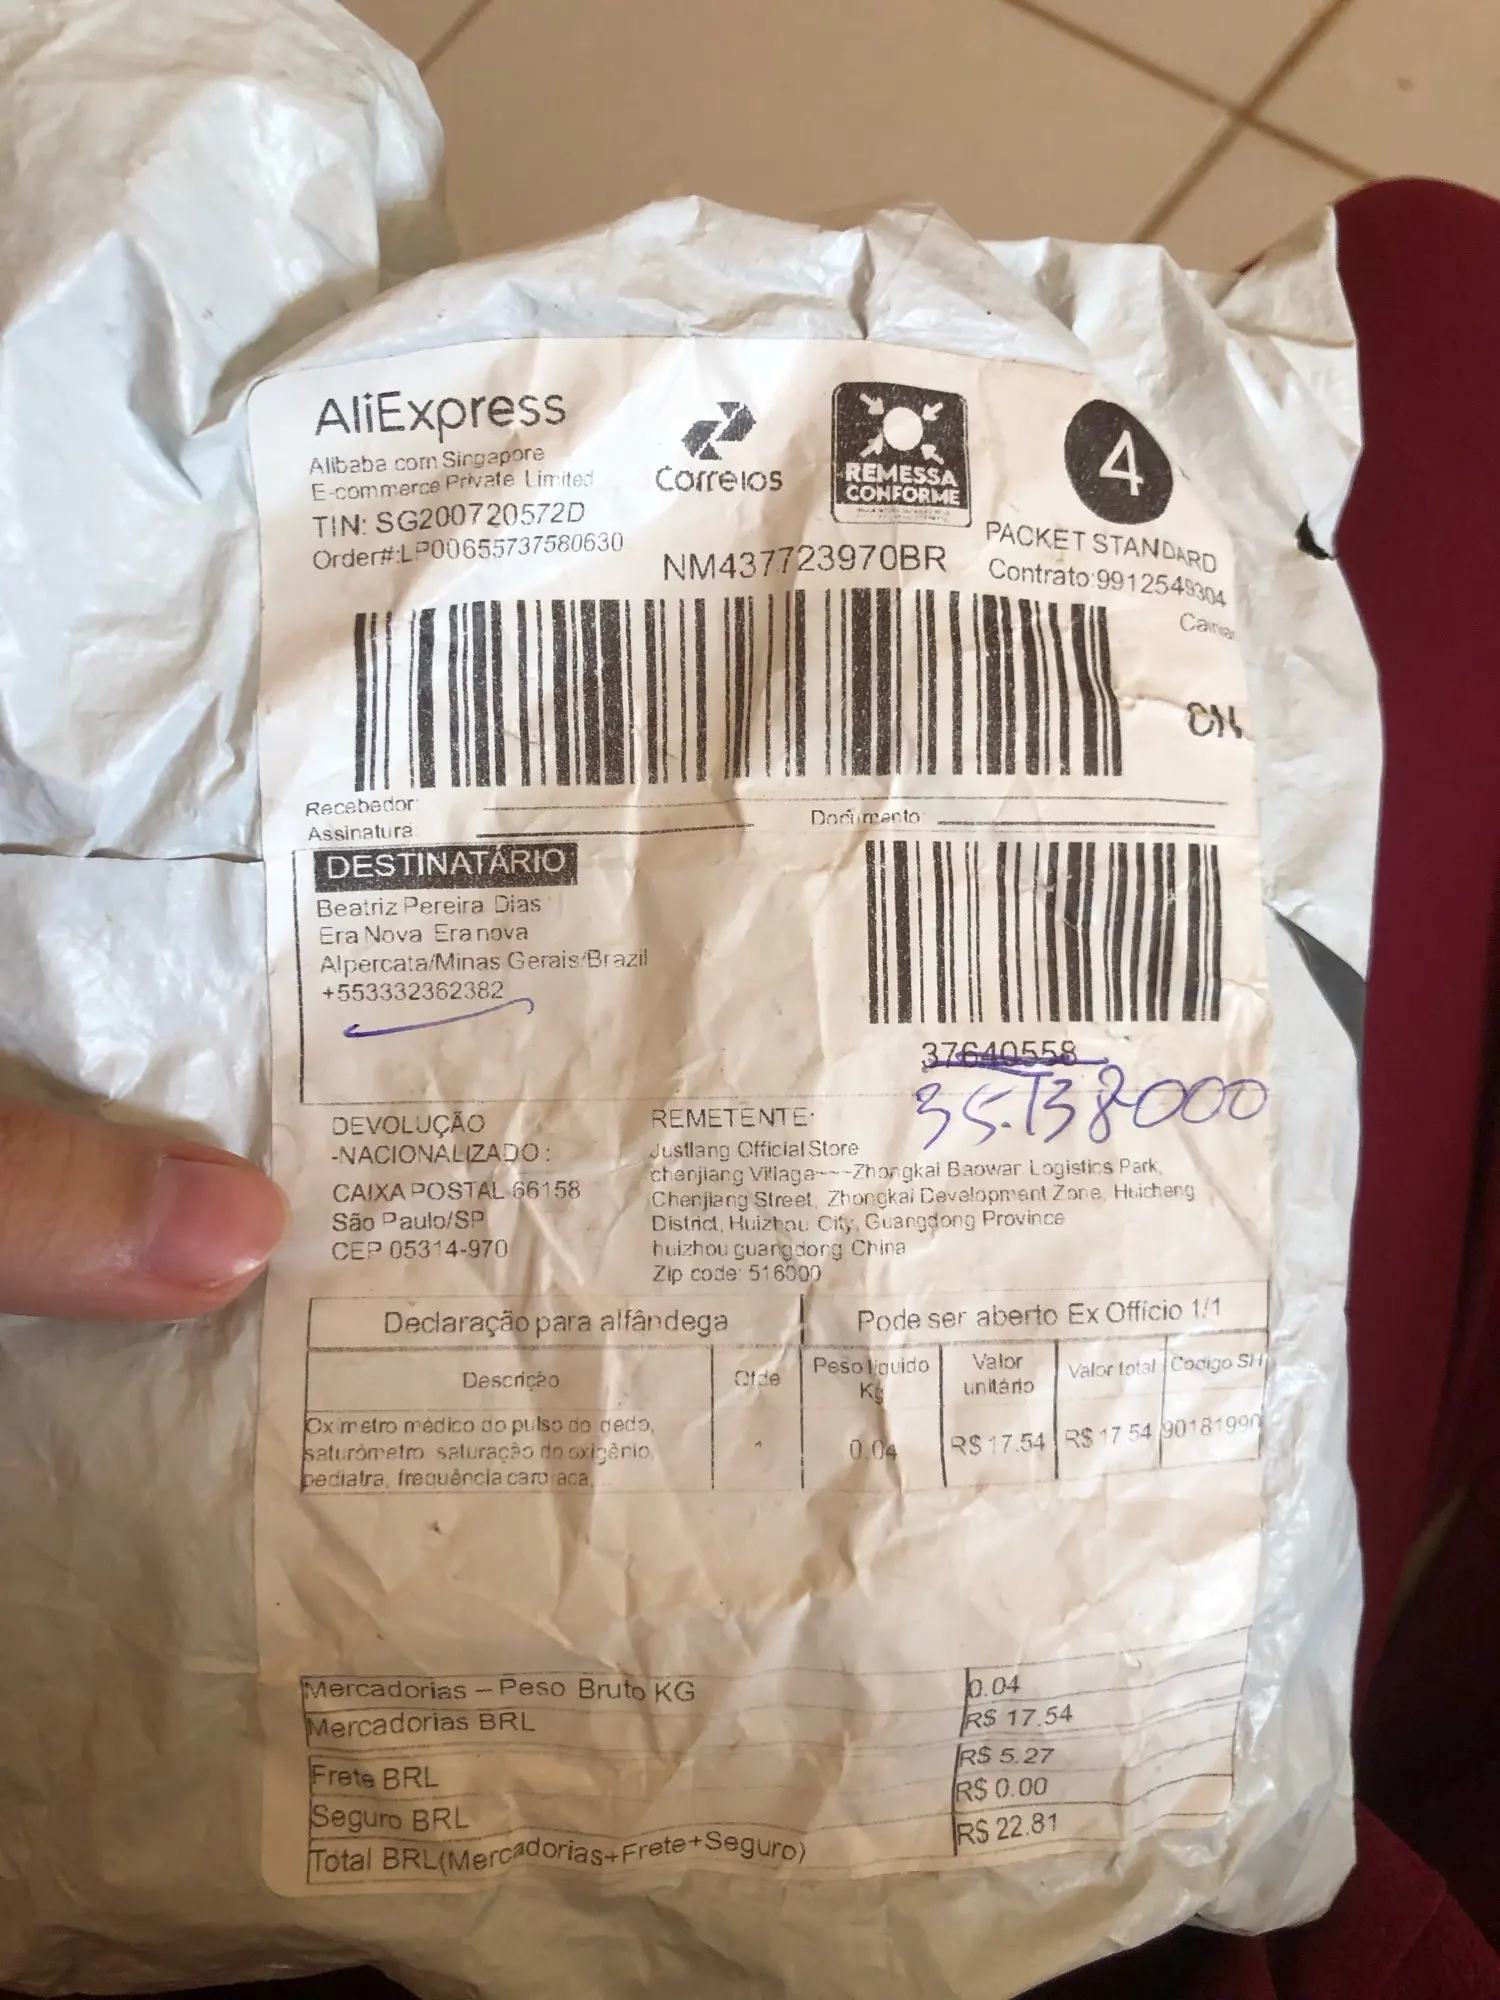 AliExpress
Alibaba com Singapore
E-commerce Private Limited
TIN: SG200720572D
Order#:LP00655737580630
Correios
REMESSA
CONFORME
4
PACKET STANDARD
Contrato:9912549304
NM437723970BR
CN
Recebedor:
Assinatura:
Documento:
DESTINATÁRIO
Beatriz Pereira Dias
Era Nova Era nova
Alpercata/Minas Gerais/Brazil
+553332362382
37640558
35.138000
DEVOLUÇÃO
-NACIONALIZADO:
CAIXA POSTAL 66158
São Paulo/SP
CEP 05314-970
REMETENTE:
Justlang Official Store
chenjiang Village---Zhongkai Baowar Logistics Park,
Chenjiang Street, Zhongkai Development Zone, Huicheng
District, Huizhou City, Guangdong Province
huizhou guangdong China
Zip code: 516000
Declaração para alfândega
Pode ser aberto Ex Offício 1/1
Descrição Qtde Peso líquido Kg Valor unitário Valor total Codigo SH
Oximetro médico do pulso do dedo,
saturômetro saturação do oxigênio,
pediatra, frequência cardíaca,...
0.04 R$ 17.54 R$ 17.54 90181990
Mercadorias - Peso Bruto KG 0.04
Mercadorias BRL R$ 17.54
Frete BRL R$ 5.27
Seguro BRL R$ 0.00
Total BRL(Mercadorias+Frete+Seguro) R$ 22.81